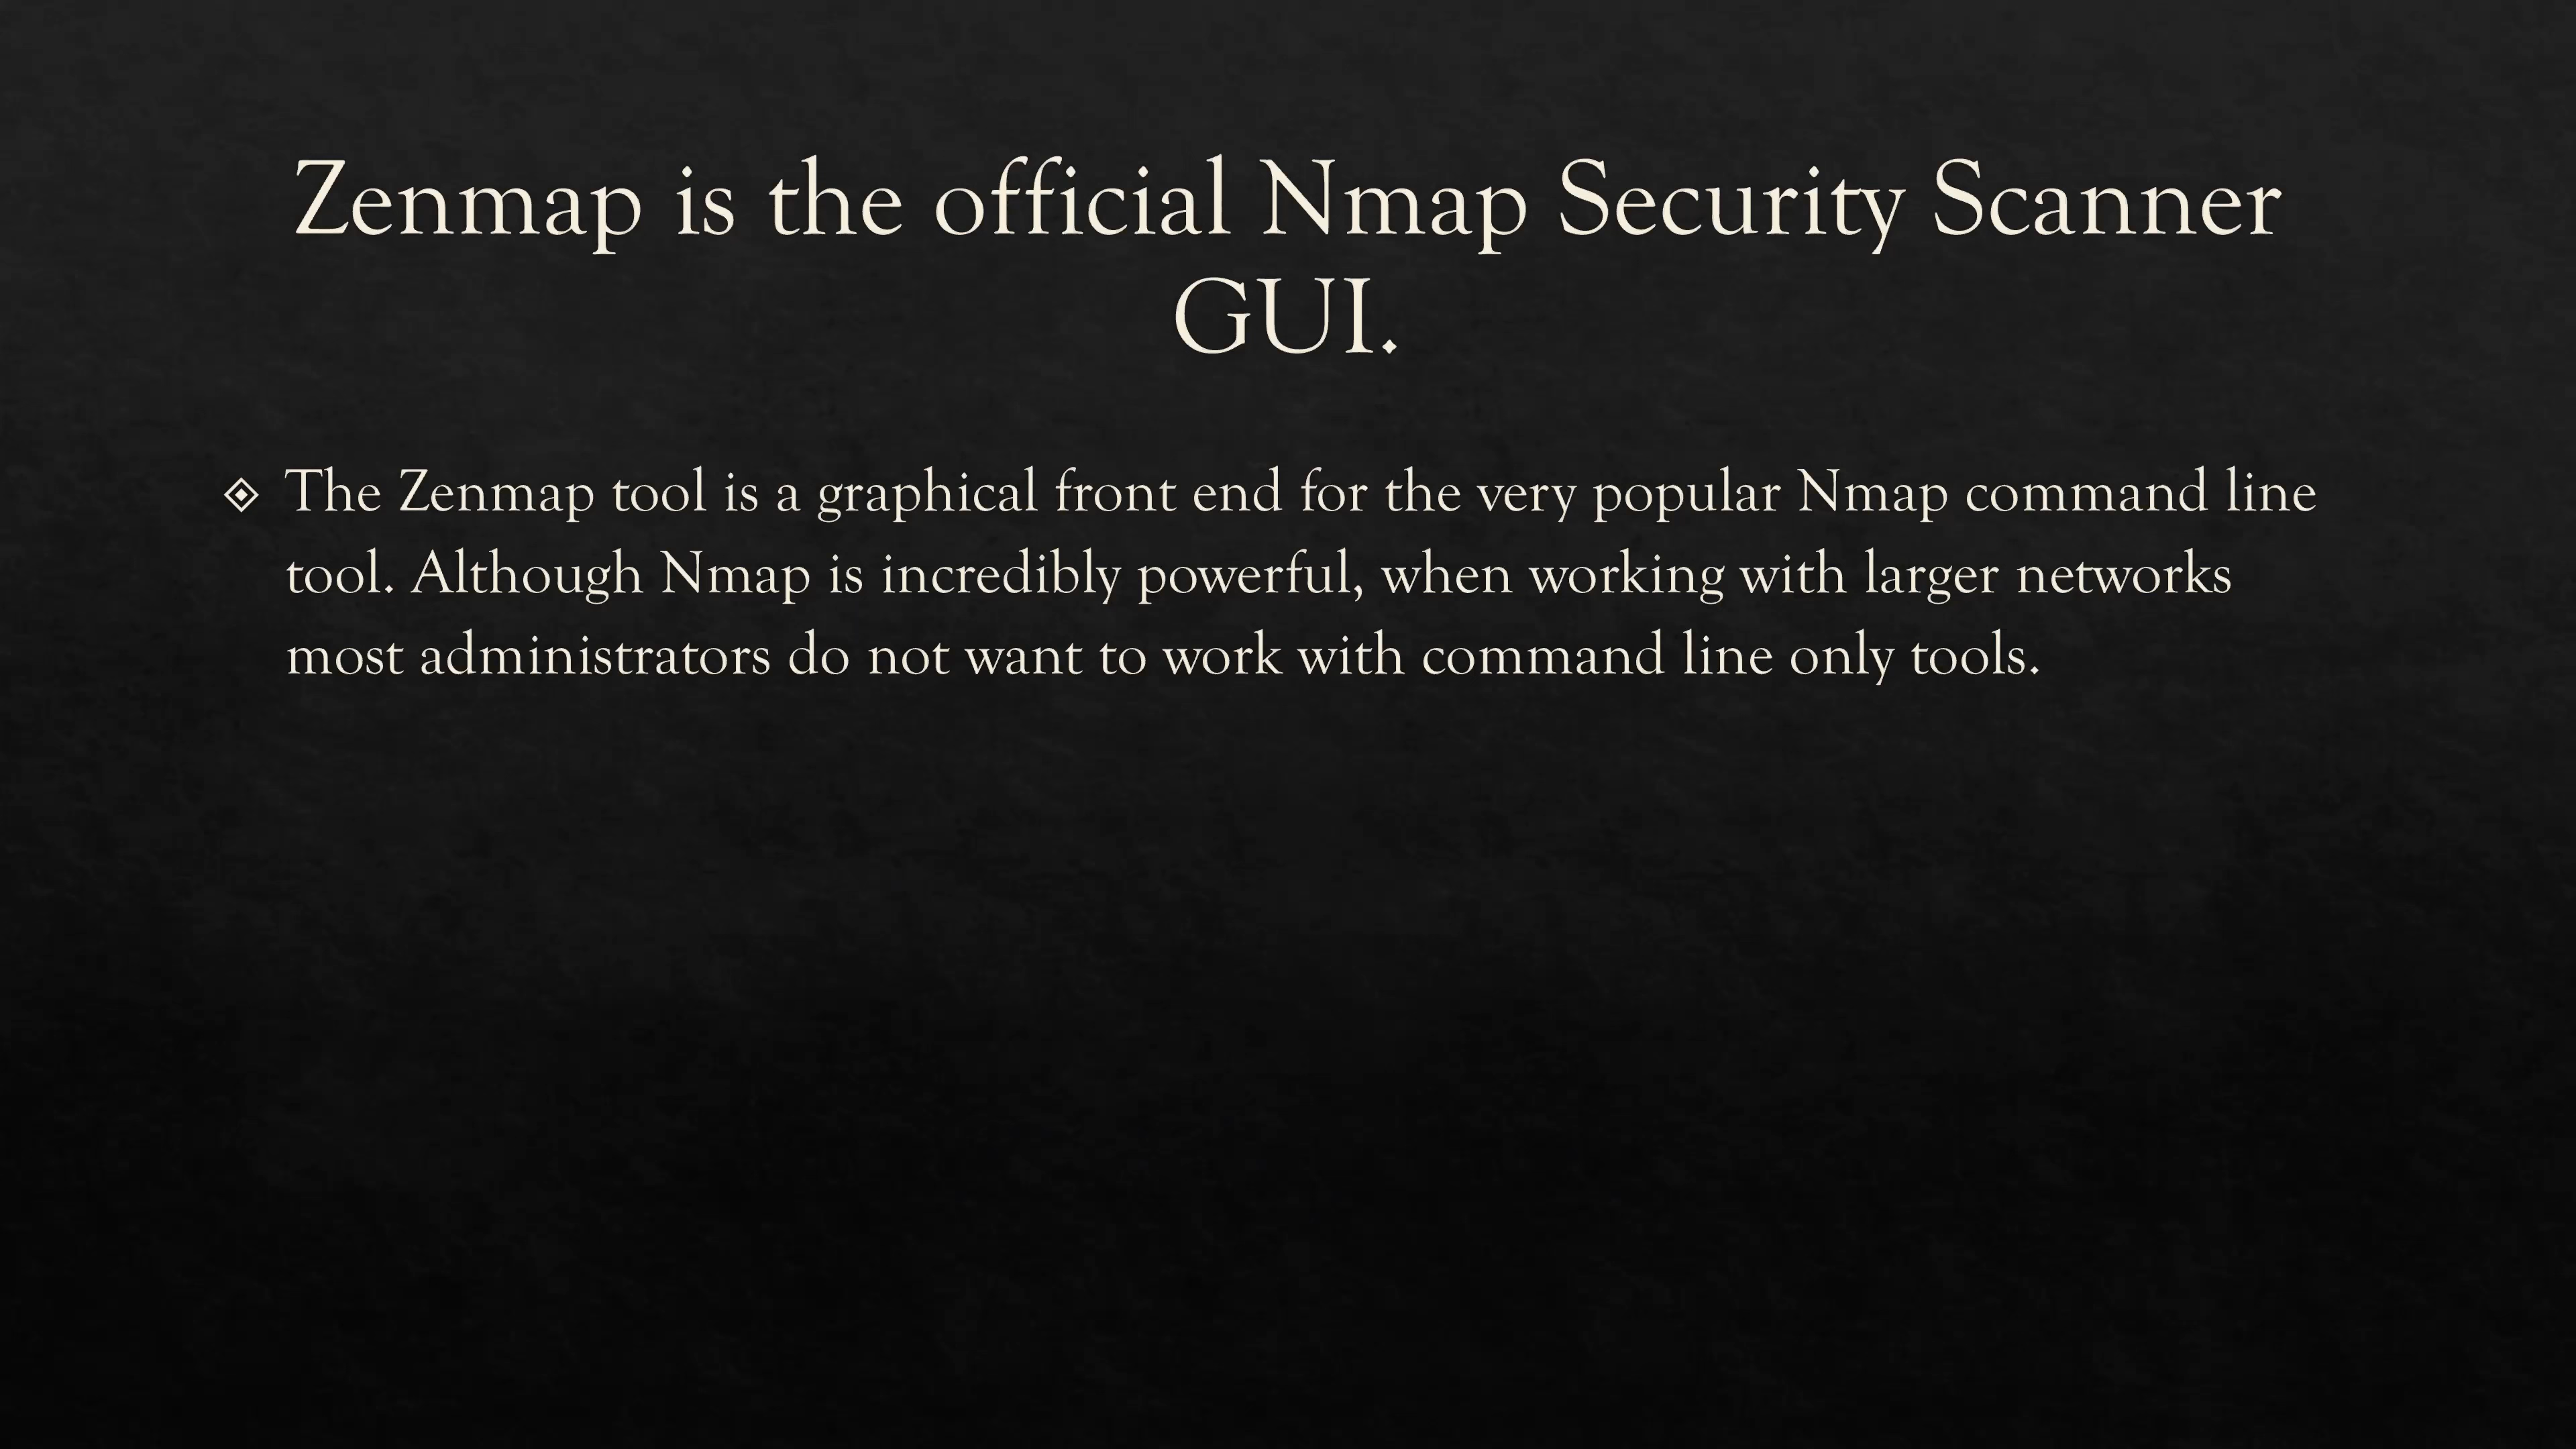 Zenmap is the official Nmap Security Scanner
GUI.
The Zenmap tool is a graphical front end for the very popular Nmap command line
tool. Although Nmap is incredibly powerful, when working with larger networks
most administrators do not want to work with command line only tools.